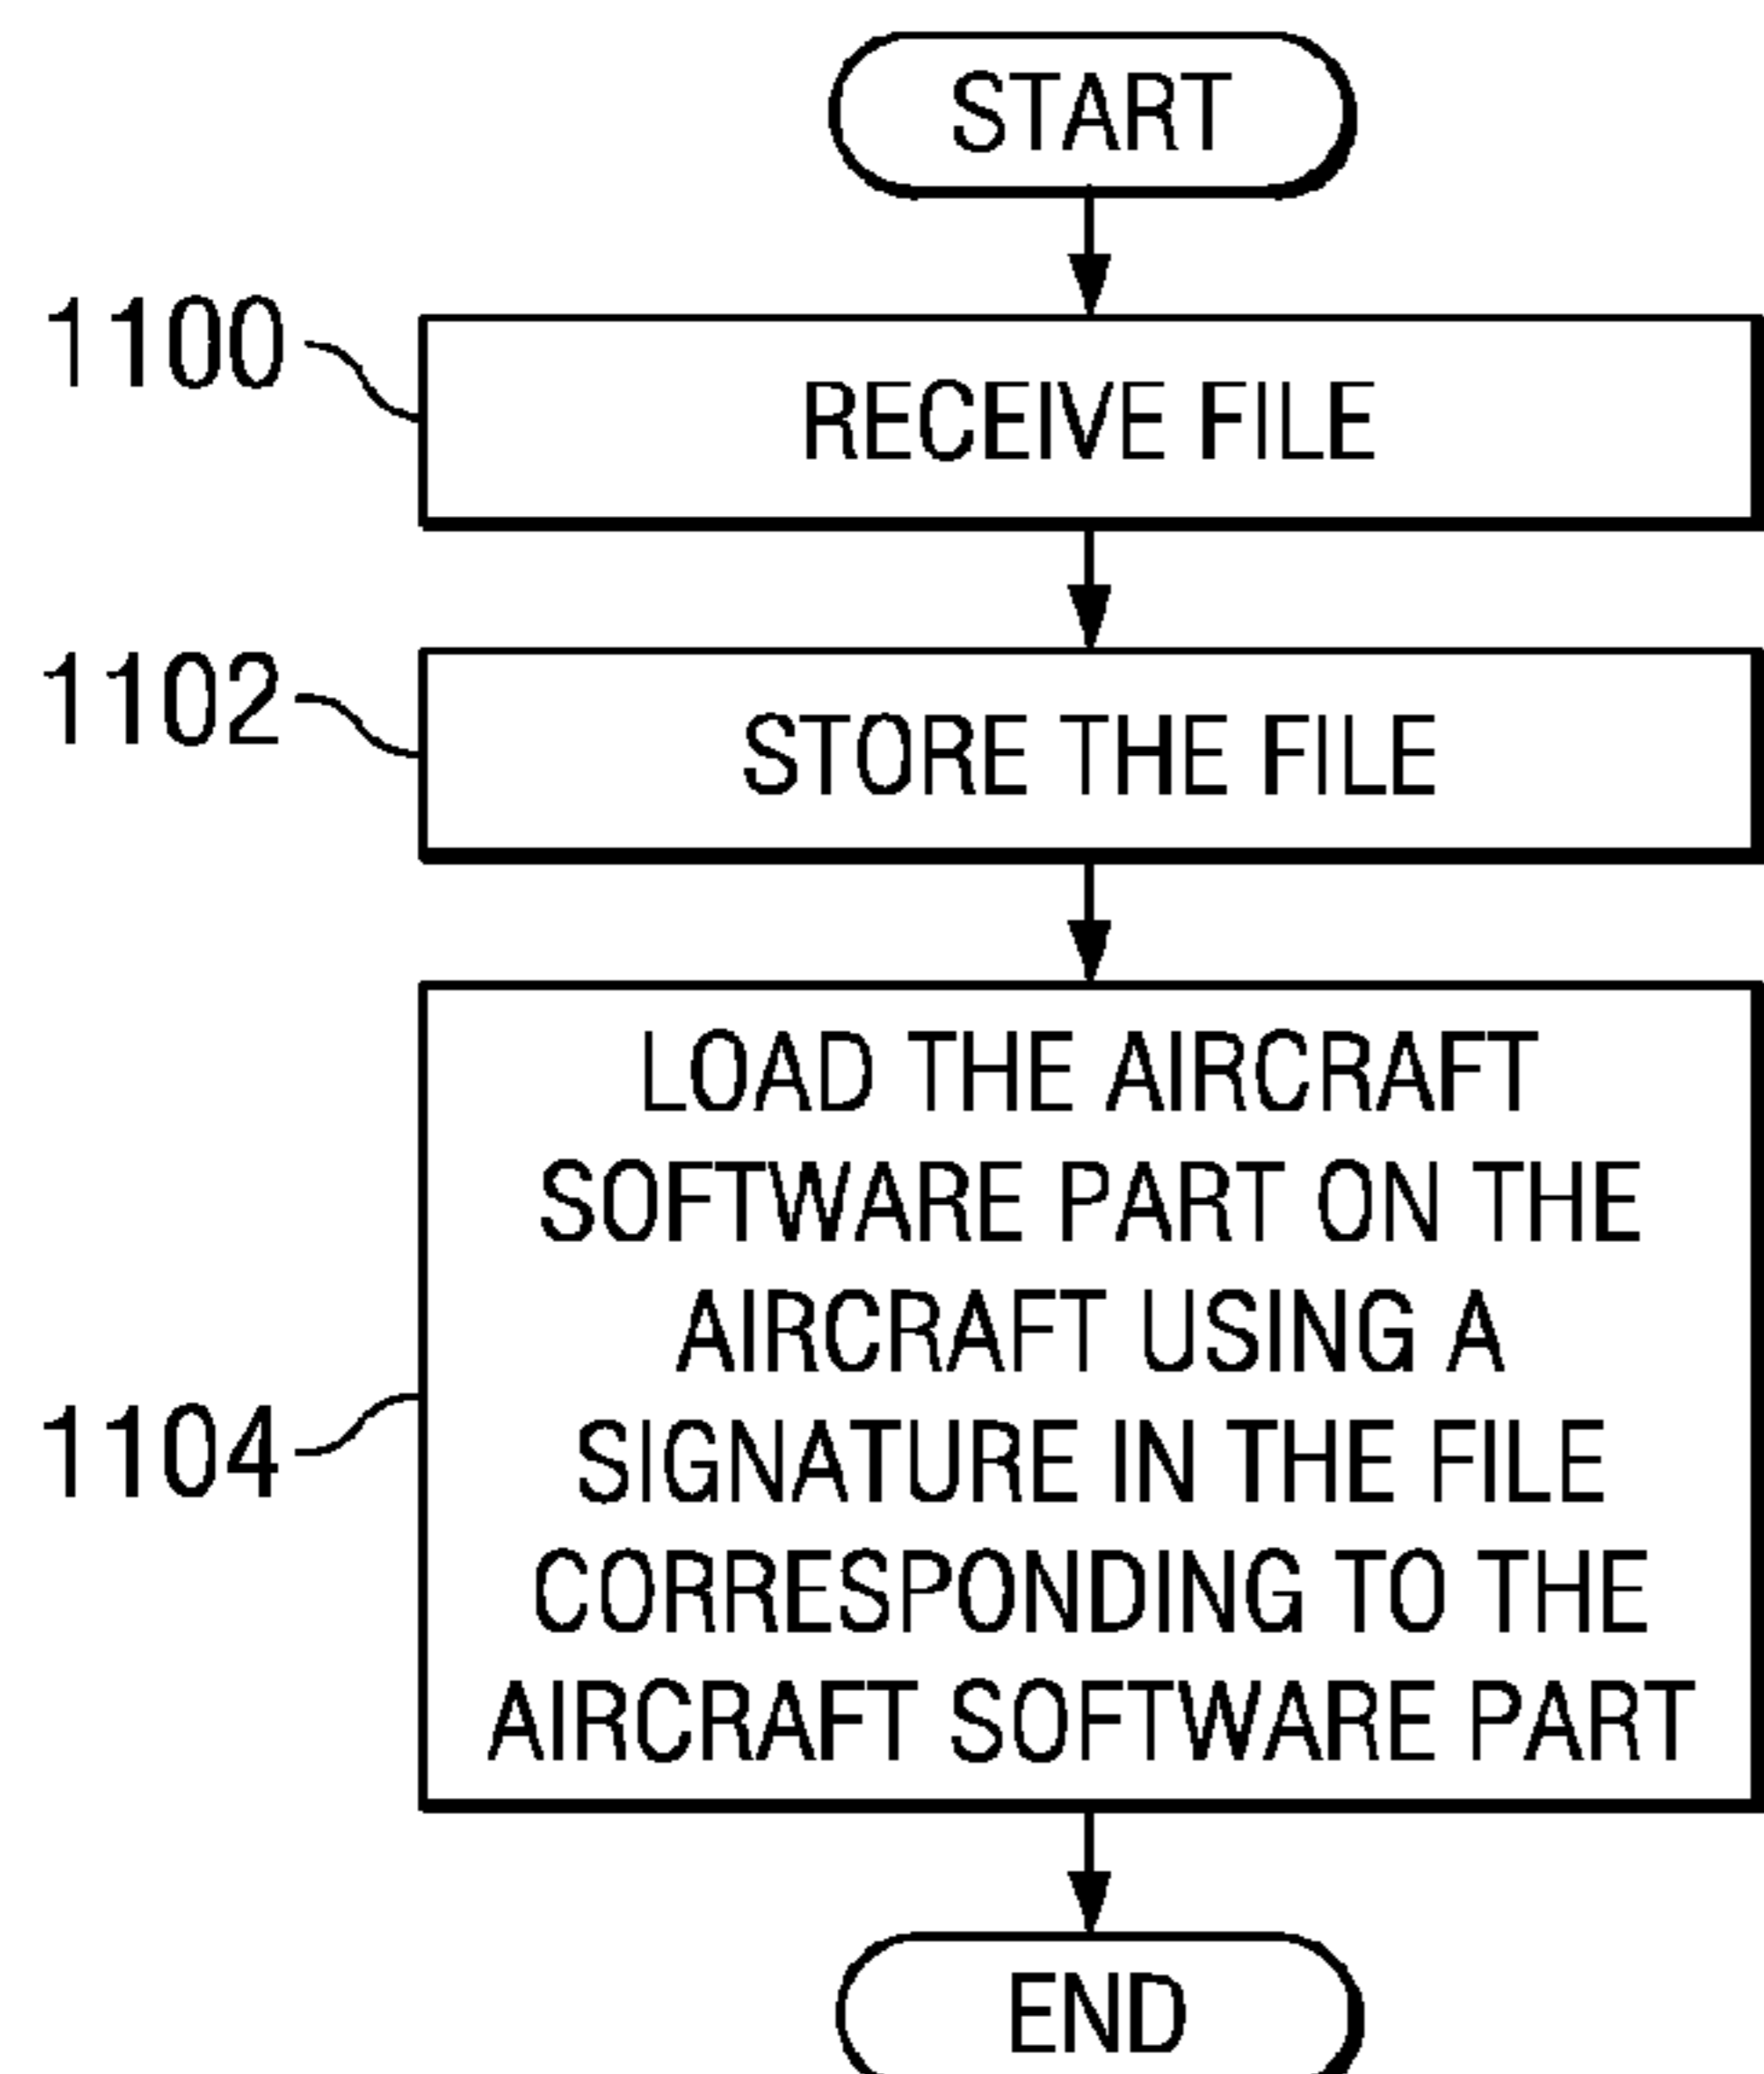 START
1100
RECEIVE FILE
1102
STORE THE FILE
LOAD THE AIRCRAFT
SOFTWARE PART ON THE
AIRCRAFT USING A
1104
SIGNATURE IN THE FILE
CORRESPONDING TO THE
AIRCRAFT SOFTWARE PART
END